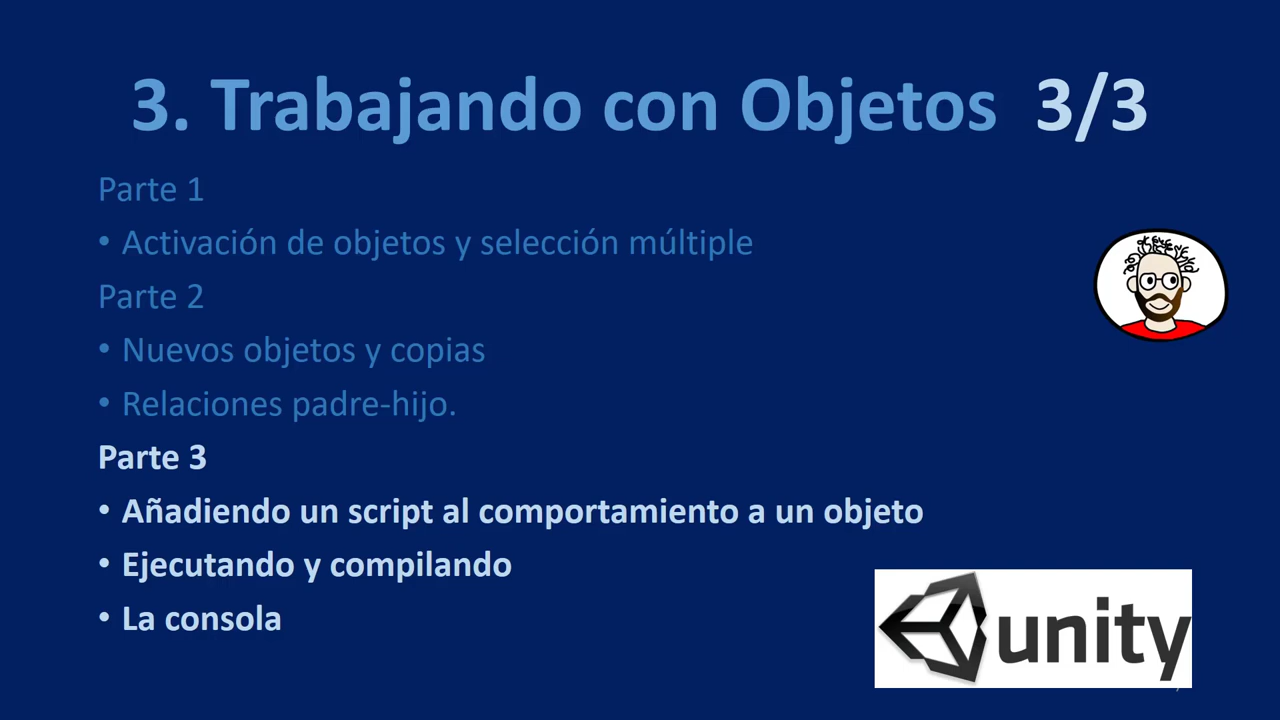 3. Trabajando con Objetos 3/3
Parte 1
• Activación de objetos y selección múltiple
Parte 2
• Nuevos objetos y copias
• Relaciones padre-hijo.
Parte 3
• Añadiendo un script al comportamiento a un objeto
• Ejecutando y compilando
• La consola
unity